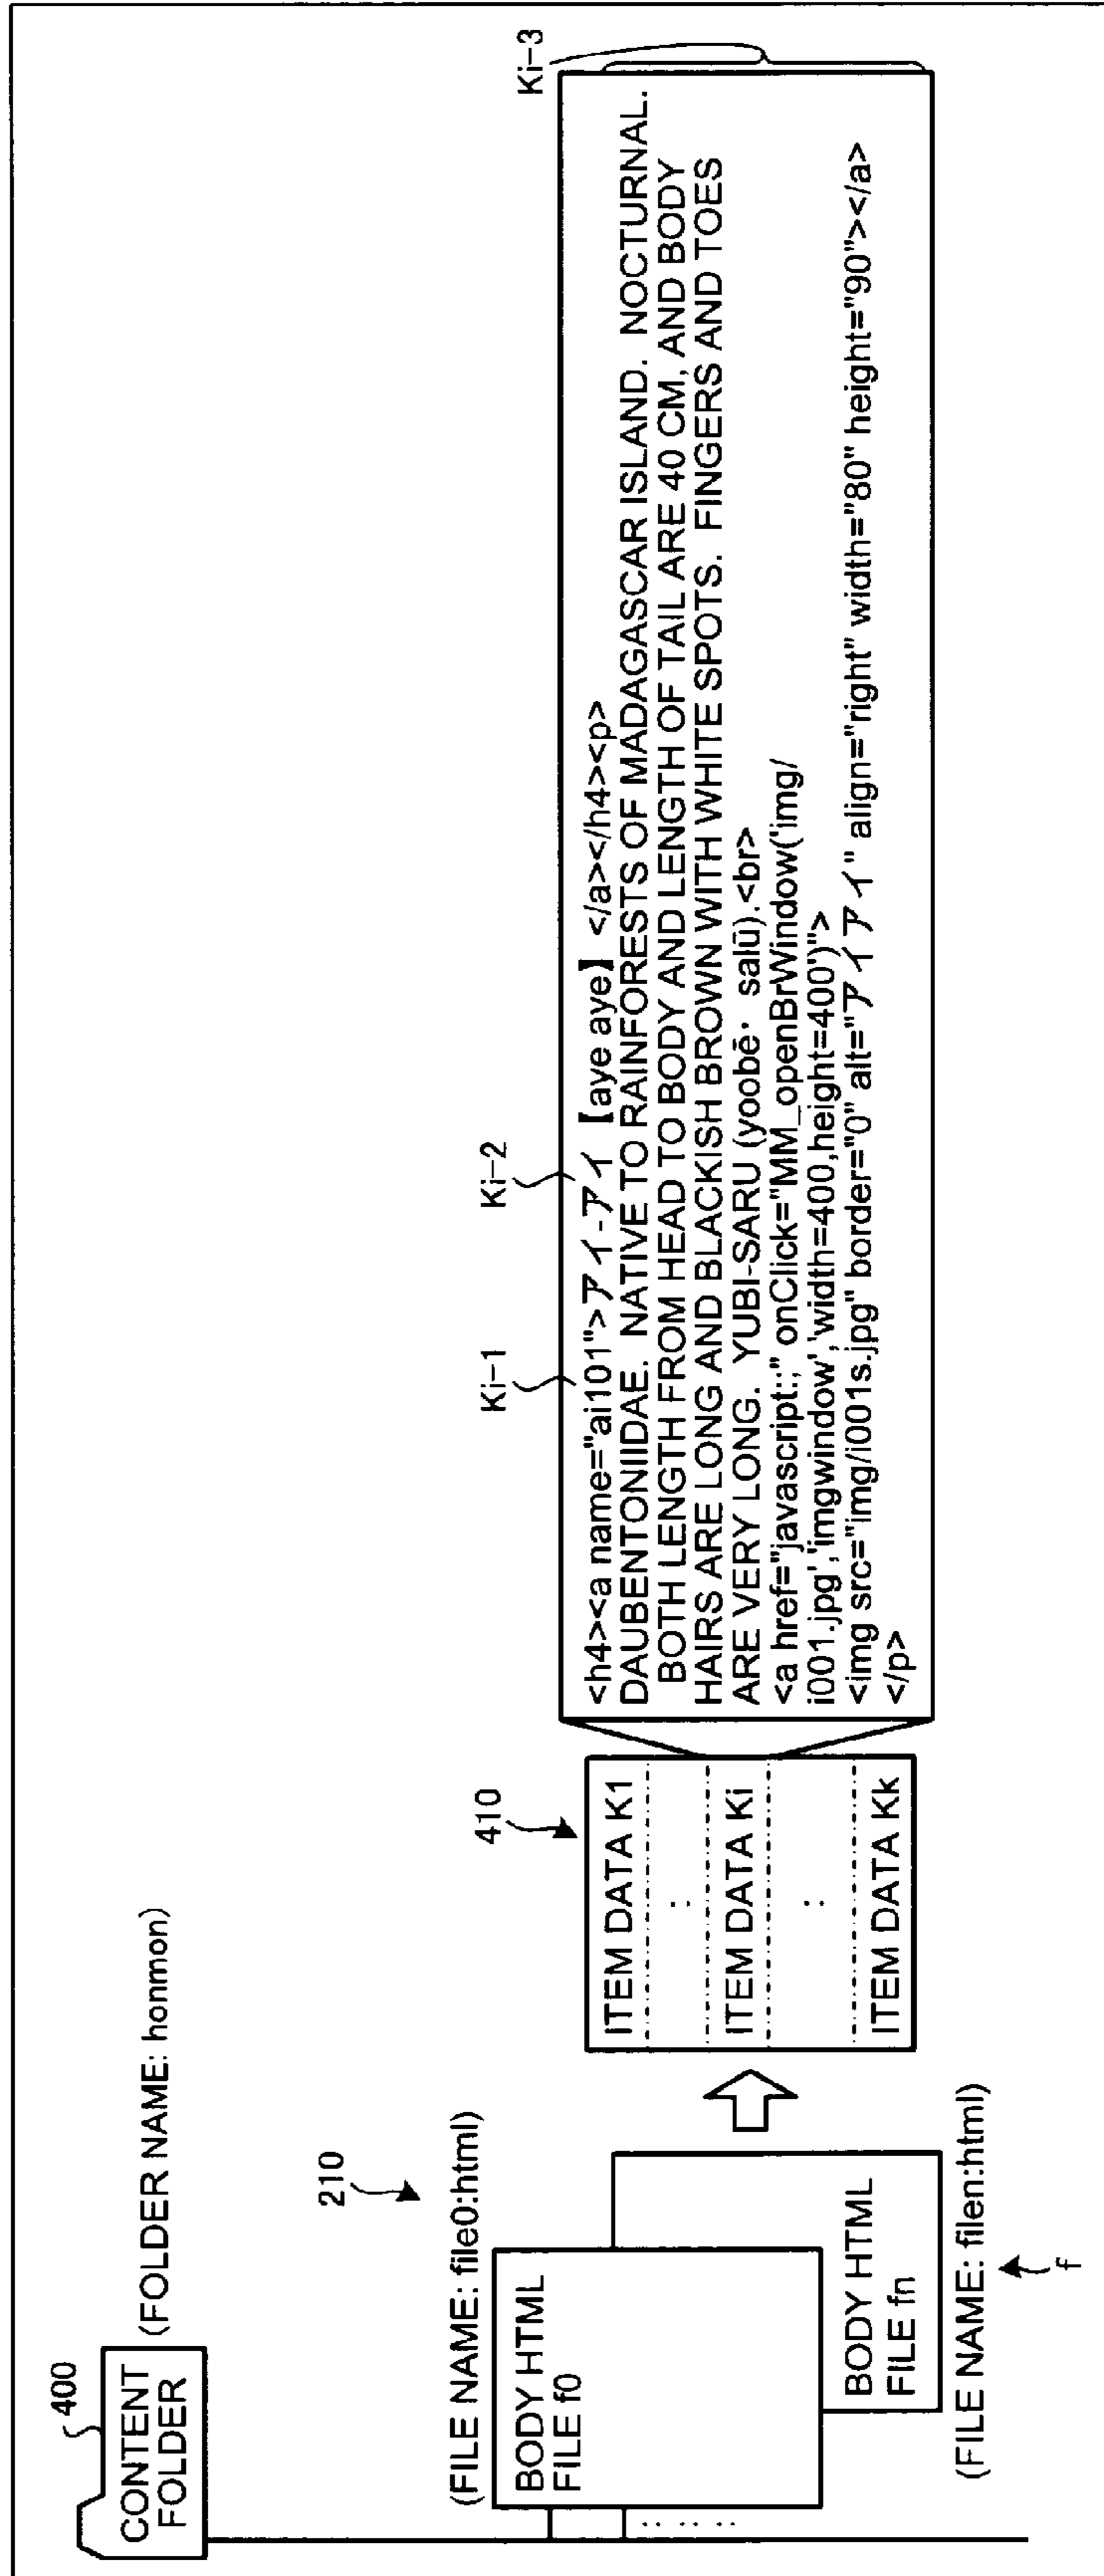 400
CONTENT
FOLDER
(FOLDER NAME: honmon)
210
(FILE NAME: file0:html)
BODY HTML
FILE f0
BODY HTML
FILE fn
(FILE NAME: filen:html)
f
410
ITEM DATA K1
ITEM DATA Ki
ITEM DATA Kk
Ki-1
Ki-2
Ki-3
<h4><a name="ai101">アイ-アイ【aye aye】</a></h4><p>
DAUBENTONIIDAE. NATIVE TO RAINFORESTS OF MADAGASCAR ISLAND. NOCTURNAL.
BOTH LENGTH FROM HEAD TO BODY AND LENGTH OF TAIL ARE 40 CM, AND BODY
HAIRS ARE LONG AND BLACKISH BROWN WITH WHITE SPOTS. FINGERS AND TOES
ARE VERY LONG. YUBI-SARU (yoobē· salū).<br>
<a href="javascript:;" onClick="MM_openBrWindow('img/
i001.jpg','imgwindow','width=400,height=400')">
<img src="img/i001s.jpg" border="0" alt="アイアイ" align="right" width="80" height="90"></a>
</p>